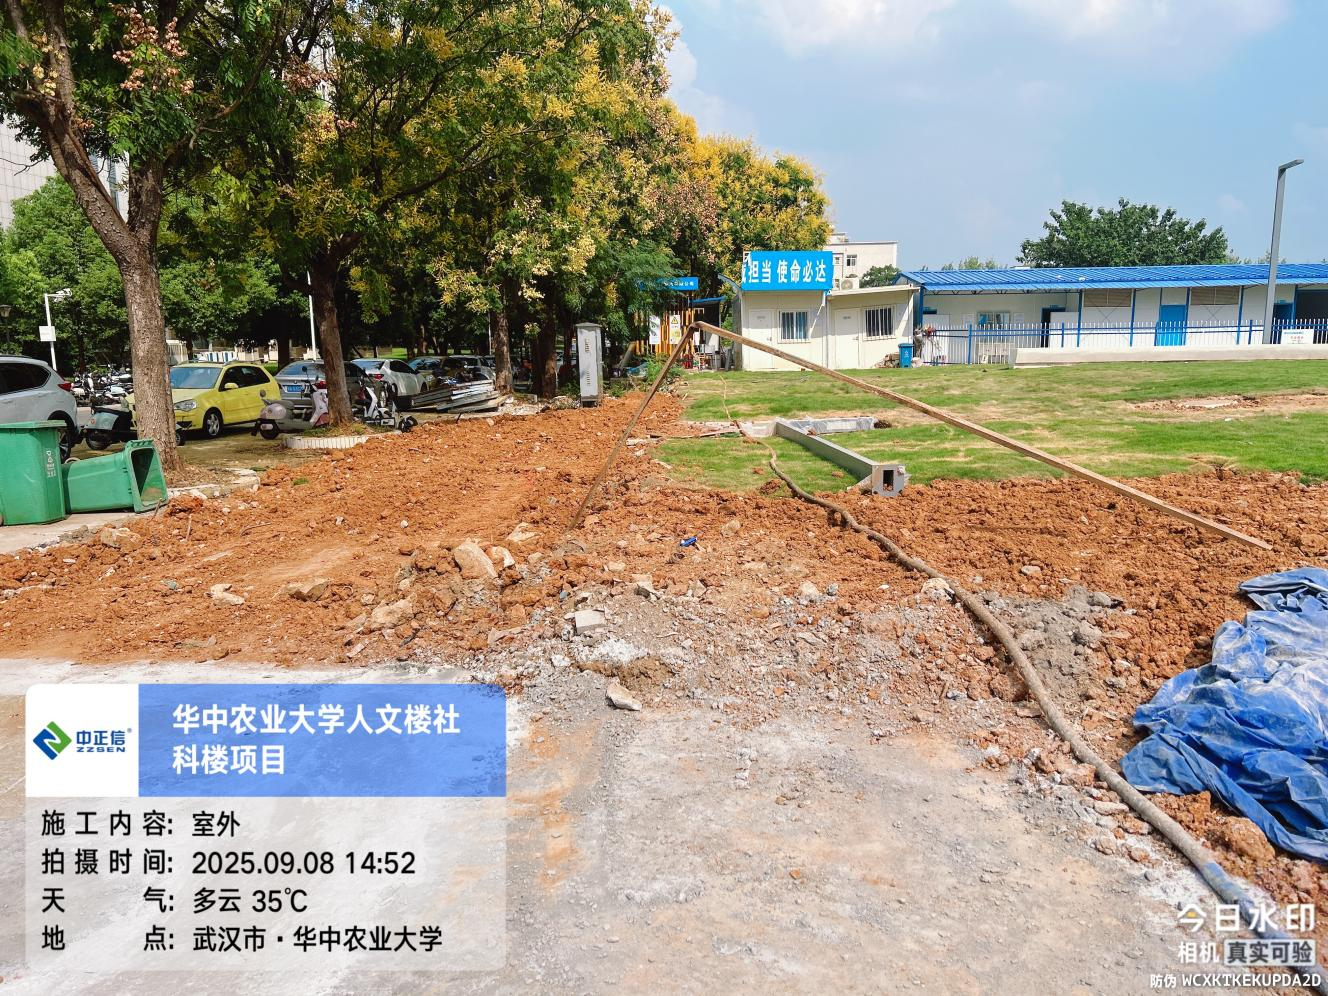 担当 使命必达
中正信®
ZZSEN
华中农业大学人文楼社
科楼项目
施工内容: 室外
拍摄时间: 2025.09.08 14:52
天气: 多云 35℃
地点: 武汉市·华中农业大学
今日水印
相机 真实可验
防伪 WCXKTKEKUPDA2D